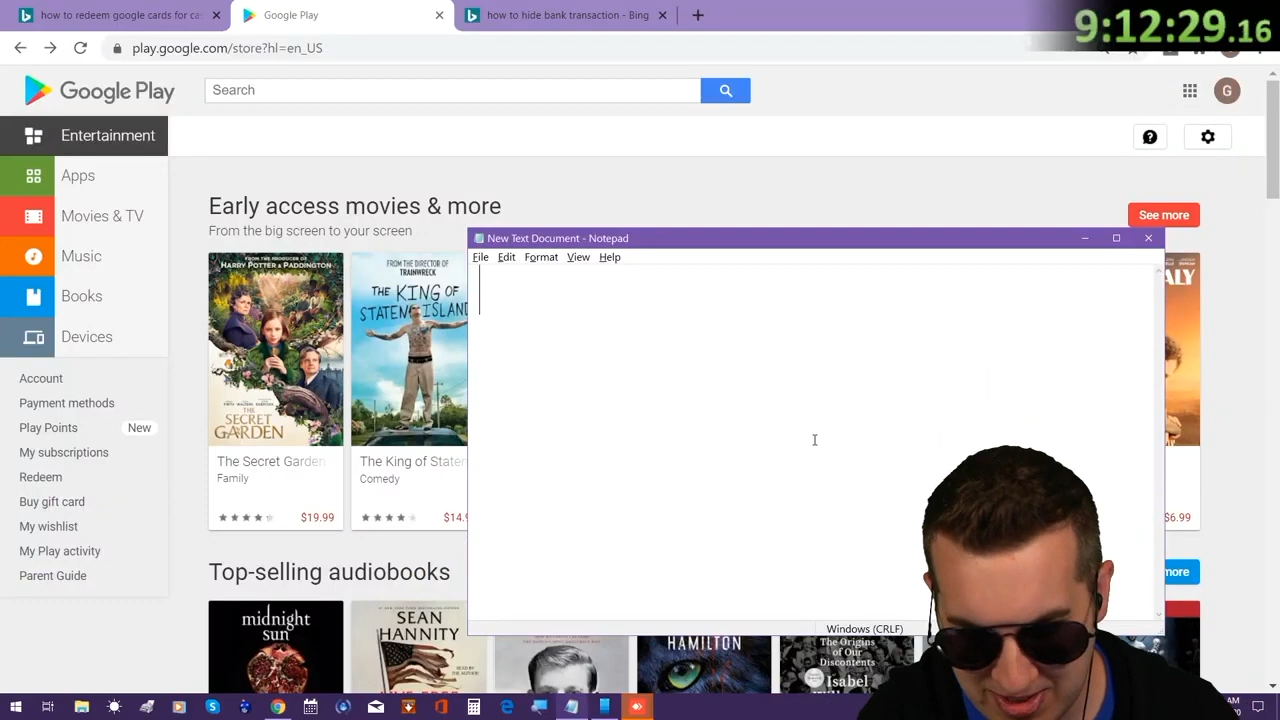 how to redeem google cards for cas
Google Play
how to hide bank transaction - Bing
9:12:29.16
play.google.com/store?hl=en_US
Google Play
Search
G
Entertainment
Apps
Movies & TV
Music
Books
Devices
Account
Payment methods
Play Points New
My subscriptions
Redeem
Buy gift card
My wishlist
My Play activity
Parent Guide
Early access movies & more
From the big screen to your screen
See more
New Text Document - Notepad
File Edit Format View Help
Windows (CRLF)
FROM THE PRODUCER OF
HARRY POTTER & PADDINGTON
THE
SECRET
GARDEN
The Secret Garden
Family
$19.99
FROM THE DIRECTOR OF
TRAINWRECK
THE KING OF
STATEN ISLAND
The King of Staten
Comedy
$14.9
ALY
$6.99
Top-selling audiobooks
more
midnight
sun
SEAN
HANNITY
HAMILTON
The Origins
of Our
Discontents
Isabel
AM